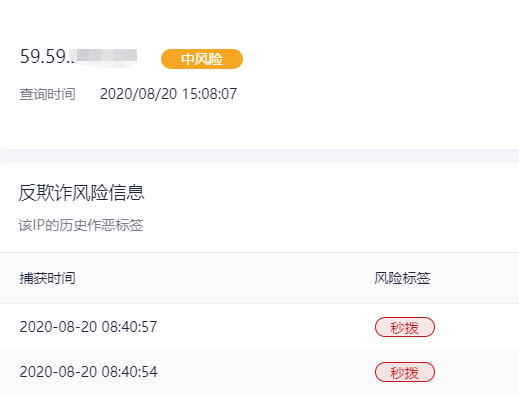 59.59. 中风险
查询时间 2020/08/20 15:08:07
反欺诈风险信息
该IP的历史作恶标签
捕获时间 风险标签
2020-08-20 08:40:57 秒拨
2020-08-20 08:40:54 秒拨